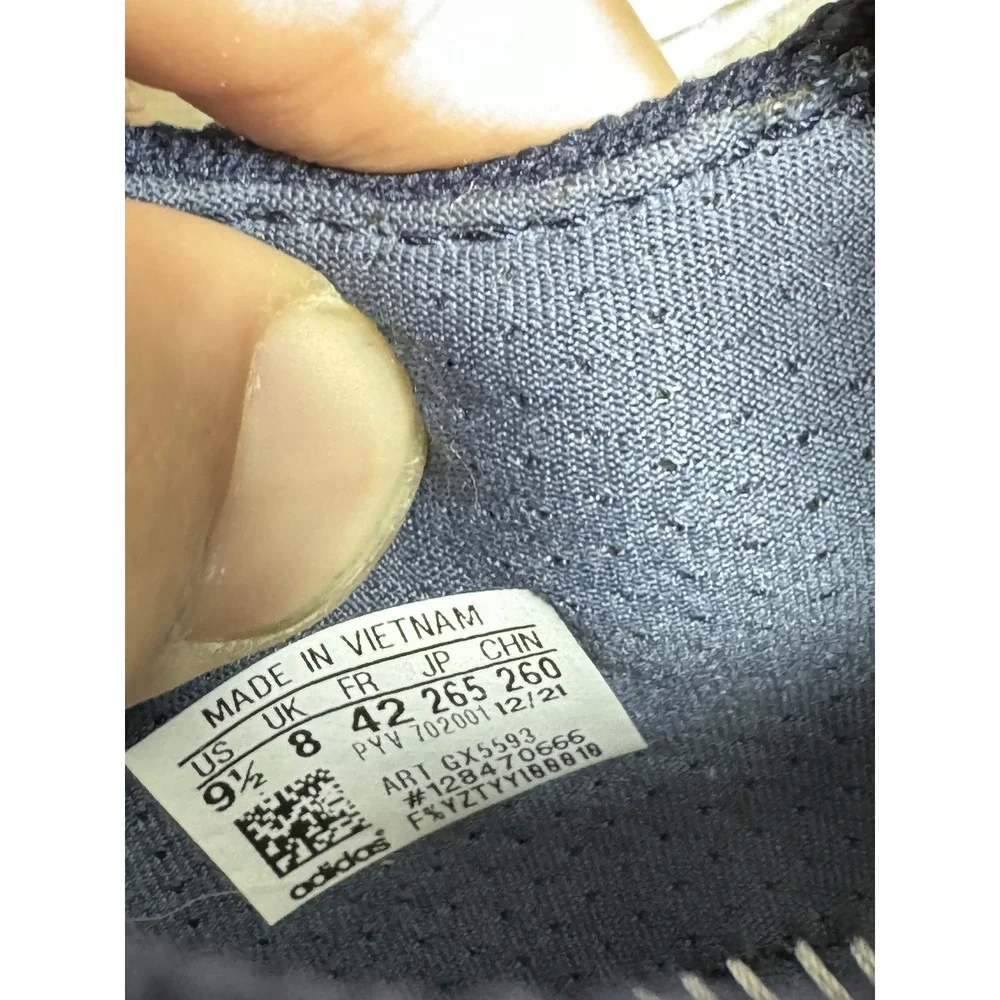 MADE IN VIETNAM
US UK FR JP CHN
9½ 8 42 265 260
PYV 702001 12/21
ART GX5593
#128470666
adidas